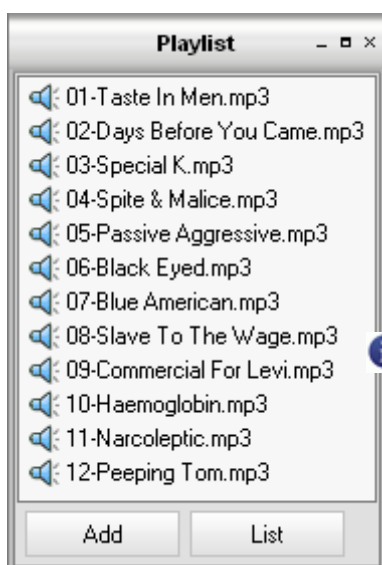 Playlist
01-Taste In Men.mp3
02-Days Before You Came.mp3
03-Special K.mp3
04-Spite & Malice.mp3
05-Passive Aggressive.mp3
06-Black Eyed.mp3
07-Blue American.mp3
08-Slave To The Wage.mp3
09-Commercial For Levi.mp3
10-Haemoglobin.mp3
11-Narcoleptic.mp3
12-Peeping Tom.mp3
Add List